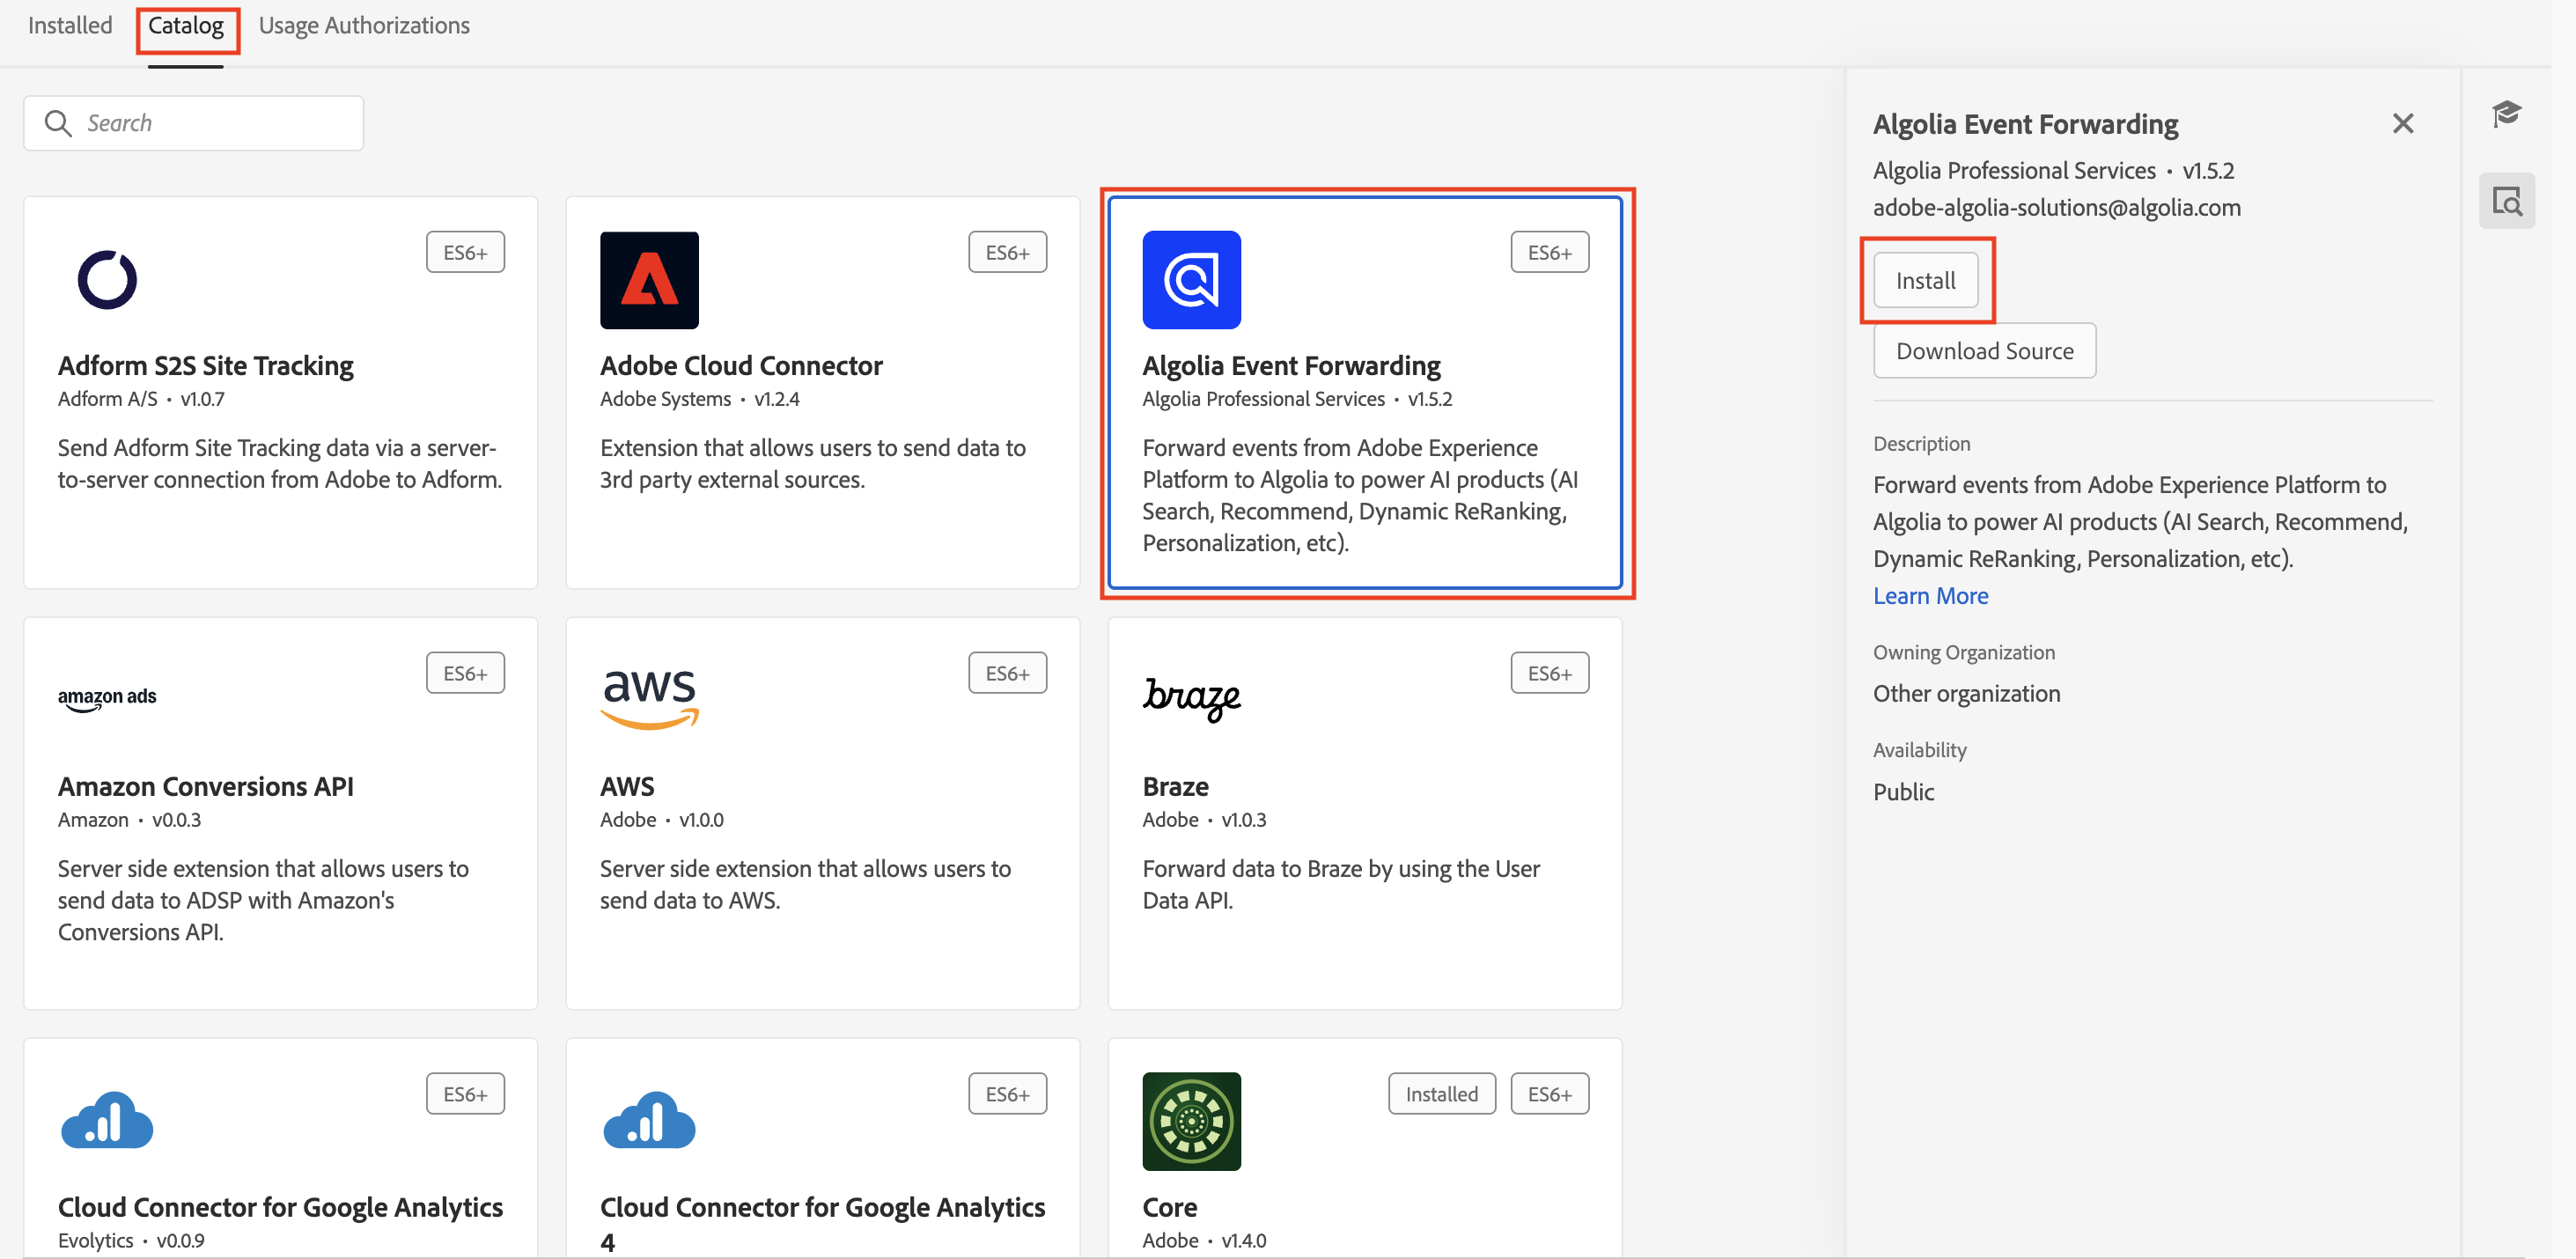 Installed
Catalog
Usage Authorizations
Search
ES6+
Adform S2S Site Tracking
Adform A/S • v1.0.7
Send Adform Site Tracking data via a server-
to-server connection from Adobe to Adform.
ES6+
Adobe Cloud Connector
Adobe Systems • v1.2.4
Extension that allows users to send data to
3rd party external sources.
ES6+
Algolia Event Forwarding
Algolia Professional Services • v1.5.2
Forward events from Adobe Experience
Platform to Algolia to power AI products (AI
Search, Recommend, Dynamic ReRanking,
Personalization, etc).
amazon ads
ES6+
Amazon Conversions API
Amazon • v0.0.3
Server side extension that allows users to
send data to ADSP with Amazon's
Conversions API.
aws
ES6+
AWS
Adobe • v1.0.0
Server side extension that allows users to
send data to AWS.
braze
ES6+
Braze
Adobe • v1.0.3
Forward data to Braze by using the User
Data API.
ES6+
Cloud Connector for Google Analytics
Evolytics • v0.0.9
ES6+
Cloud Connector for Google Analytics
4
Installed
ES6+
Core
Adobe • v1.4.0
Algolia Event Forwarding
Algolia Professional Services • v1.5.2
adobe-algolia-solutions@algolia.com
Install
Download Source
Description
Forward events from Adobe Experience Platform to
Algolia to power AI products (AI Search, Recommend,
Dynamic ReRanking, Personalization, etc).
Learn More
Owning Organization
Other organization
Availability
Public